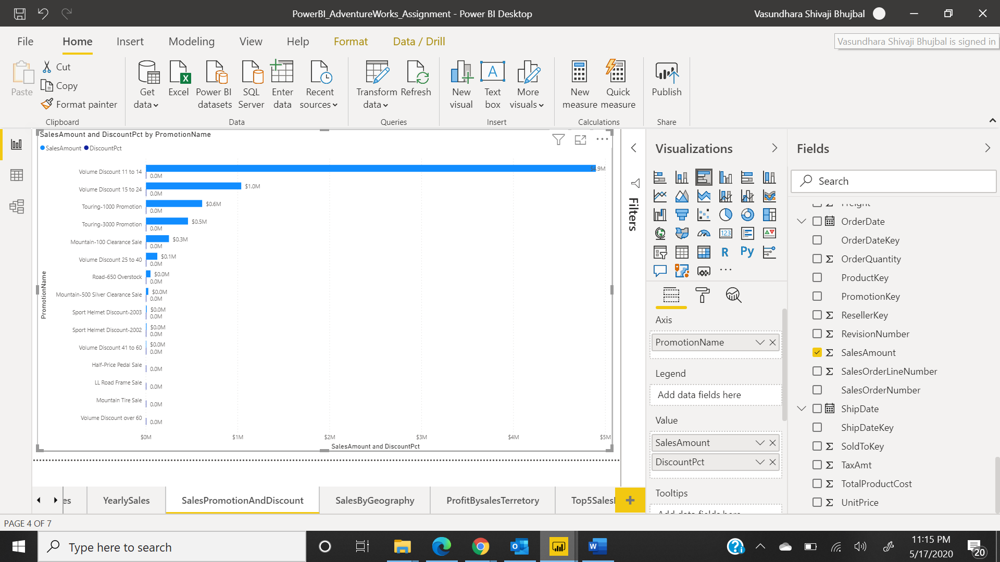 PowerBI_AdventureWorks_Assignment - Power BI Desktop
Vasundhara Shivaji Bhujbal
File Home Insert Modeling View Help Format Data / Drill
Vasundhara Shivaji Bhujbal is signed in
Paste
Cut
Copy
Format painter
Clipboard
Get data
Excel
Power BI datasets
SQL Server
Enter data
Recent sources
Data
Transform data
Refresh
Queries
New visual
Text box
More visuals
Insert
New measure
Quick measure
Calculations
Publish
Share
SalesAmount and DiscountPct by PromotionName
SalesAmount DiscountPct
PromotionName
Volume Discount 11 to 14 .9M
0.0M
Volume Discount 15 to 24 $1.0M
0.0M
Touring-1000 Promotion $0.6M
0.0M
Touring-3000 Promotion $0.5M
0.0M
Mountain-100 Clearance Sale $0.3M
0.0M
Volume Discount 25 to 40 $0.1M
0.0M
Road-650 Overstock $0.0M
0.0M
Mountain-500 Silver Clearance Sale $0.0M
0.0M
Sport Helmet Discount-2003 $0.0M
0.0M
Sport Helmet Discount-2002 $0.0M
0.0M
Volume Discount 41 to 60 $0.0M
0.0M
Half-Price Pedal Sale 0.0M
LL Road Frame Sale 0.0M
Mountain Tire Sale 0.0M
Volume Discount over 60 0.0M
$0M $1M $2M $3M $4M $5M
SalesAmount and DiscountPct
Filters
Visualizations
123
R Py
Axis
PromotionName
Legend
Add data fields here
Value
SalesAmount
DiscountPct
Tooltips
Add data fields here
Fields
Search
Freight
OrderDate
OrderDateKey
OrderQuantity
ProductKey
PromotionKey
ResellerKey
RevisionNumber
SalesAmount
SalesOrderLineNumber
SalesOrderNumber
ShipDate
ShipDateKey
SoldToKey
TaxAmt
TotalProductCost
UnitPrice
es YearlySales SalesPromotionAndDiscount SalesByGeography ProfitBysalesTerretory Top5Sales
PAGE 4 OF 7
Type here to search
11:15 PM
5/17/2020
20